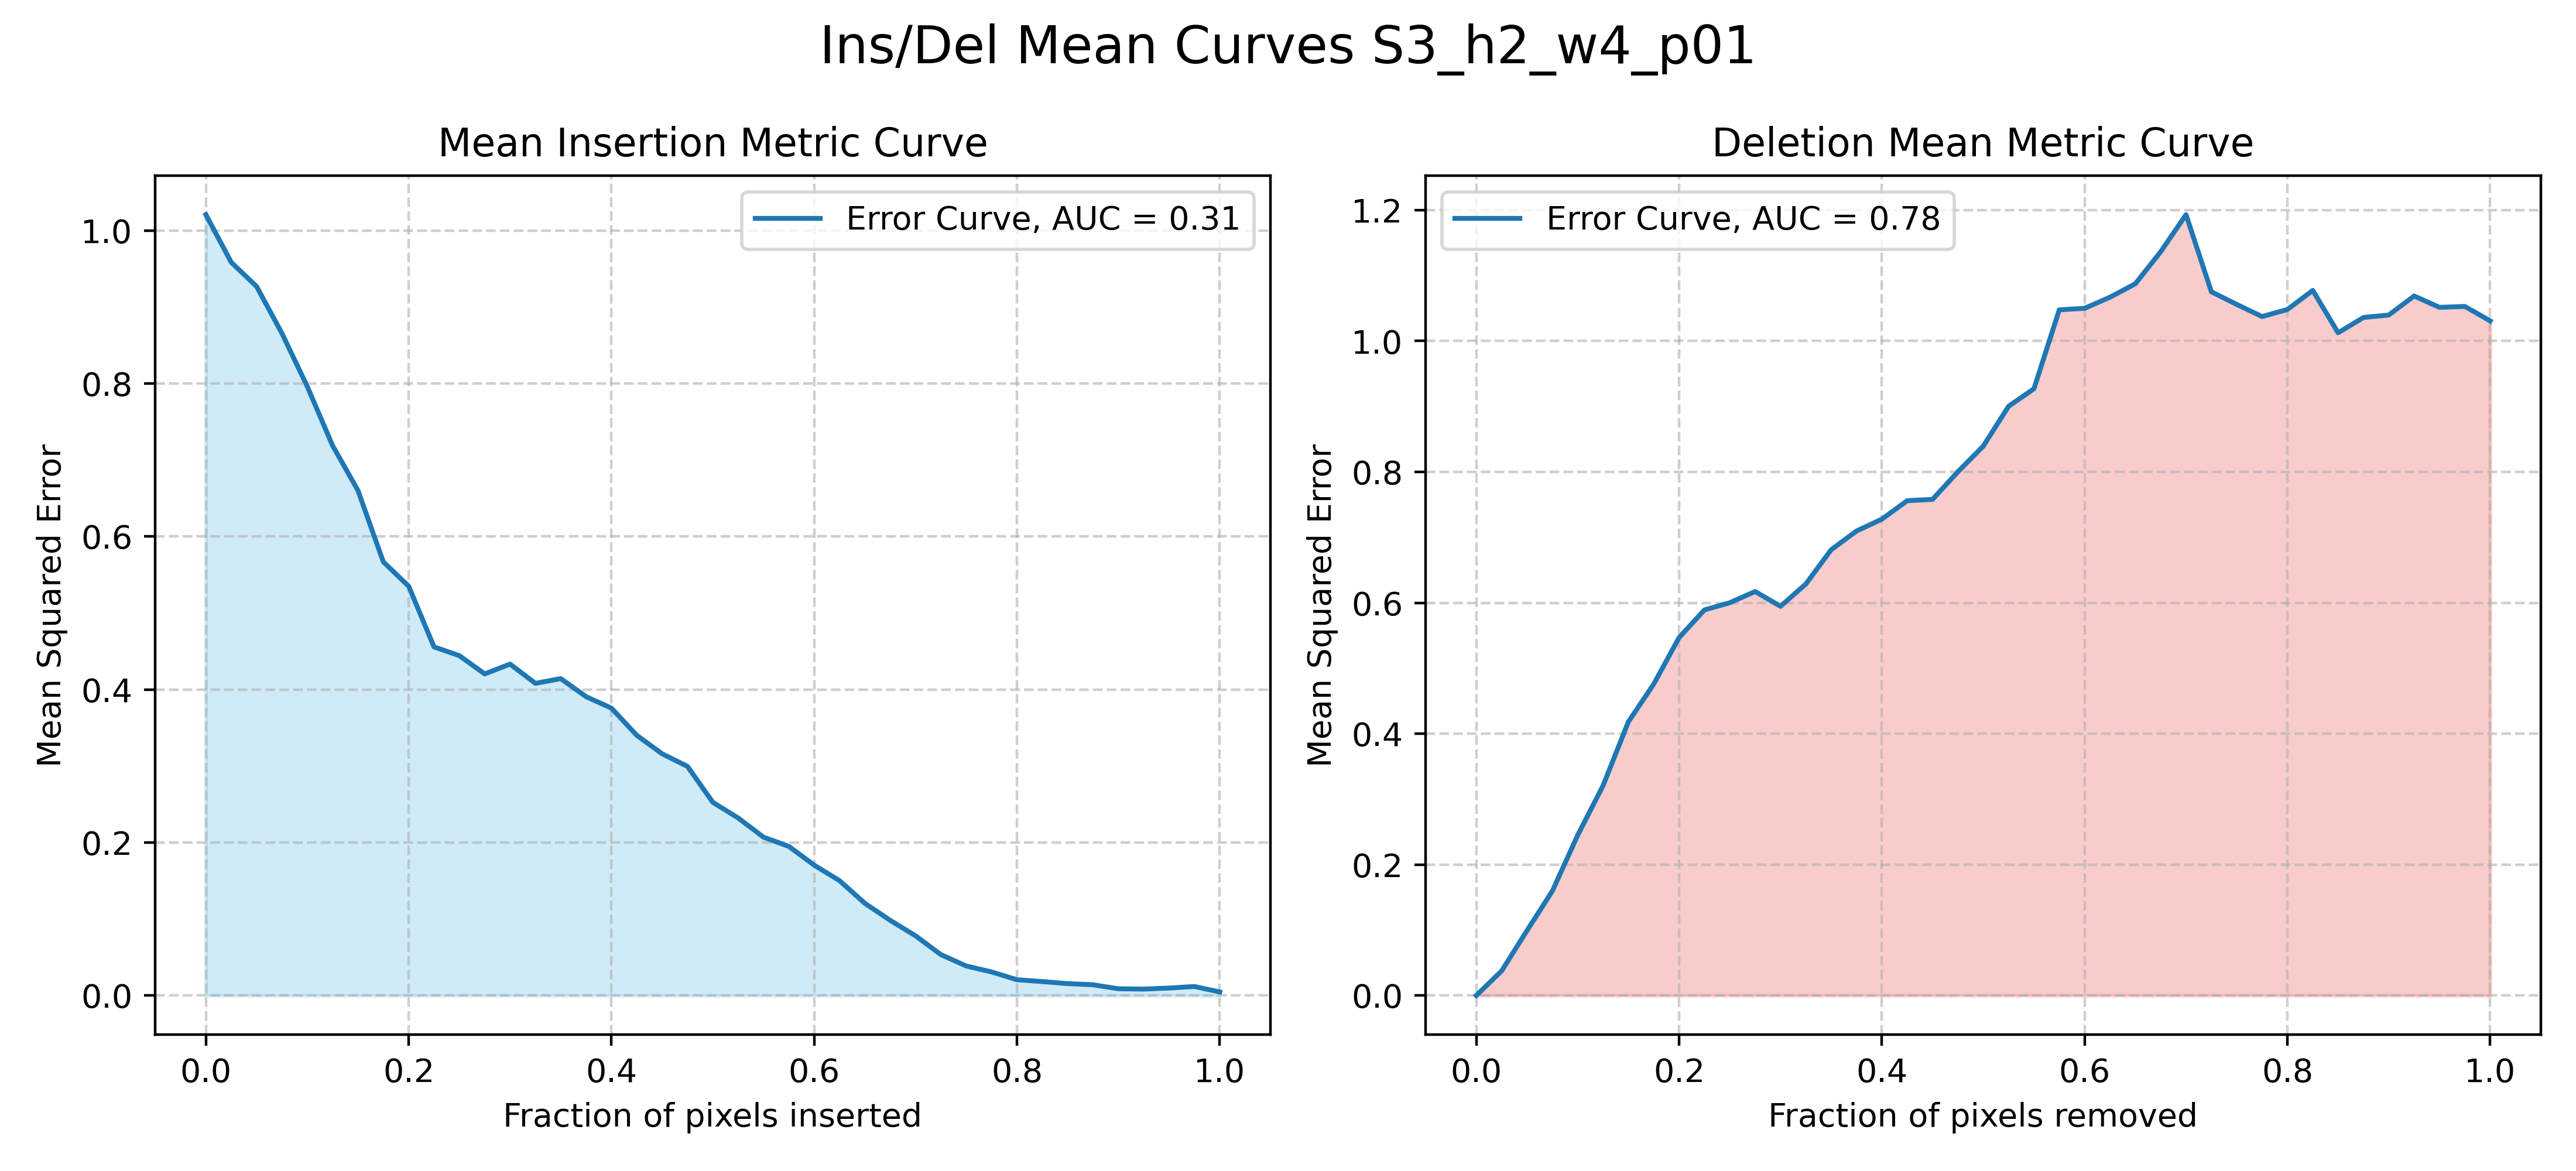 Ins/Del Mean Curves S3_h2_w4_p01
Mean Insertion Metric Curve
Error Curve, AUC = 0.31
Mean Squared Error
1.0
0.8
0.6
0.4
0.2
0.0
0.0 0.2 0.4 0.6 0.8 1.0
Fraction of pixels inserted
Deletion Mean Metric Curve
Error Curve, AUC = 0.78
Mean Squared Error
1.2
1.0
0.8
0.6
0.4
0.2
0.0
0.0 0.2 0.4 0.6 0.8 1.0
Fraction of pixels removed